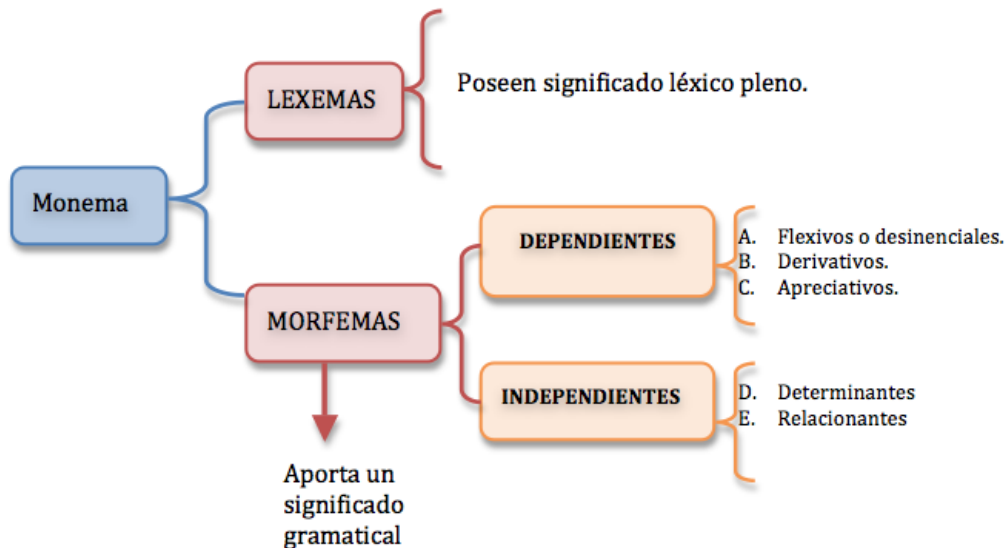 LEXEMAS
Poseen significado léxico pleno.
Monema
MORFEMAS
Aporta un
significado
gramatical
DEPENDIENTES
A. Flexivos o desinenciales.
B. Derivativos.
C. Apreciativos.
INDEPENDIENTES
D. Determinantes
E. Relacionantes